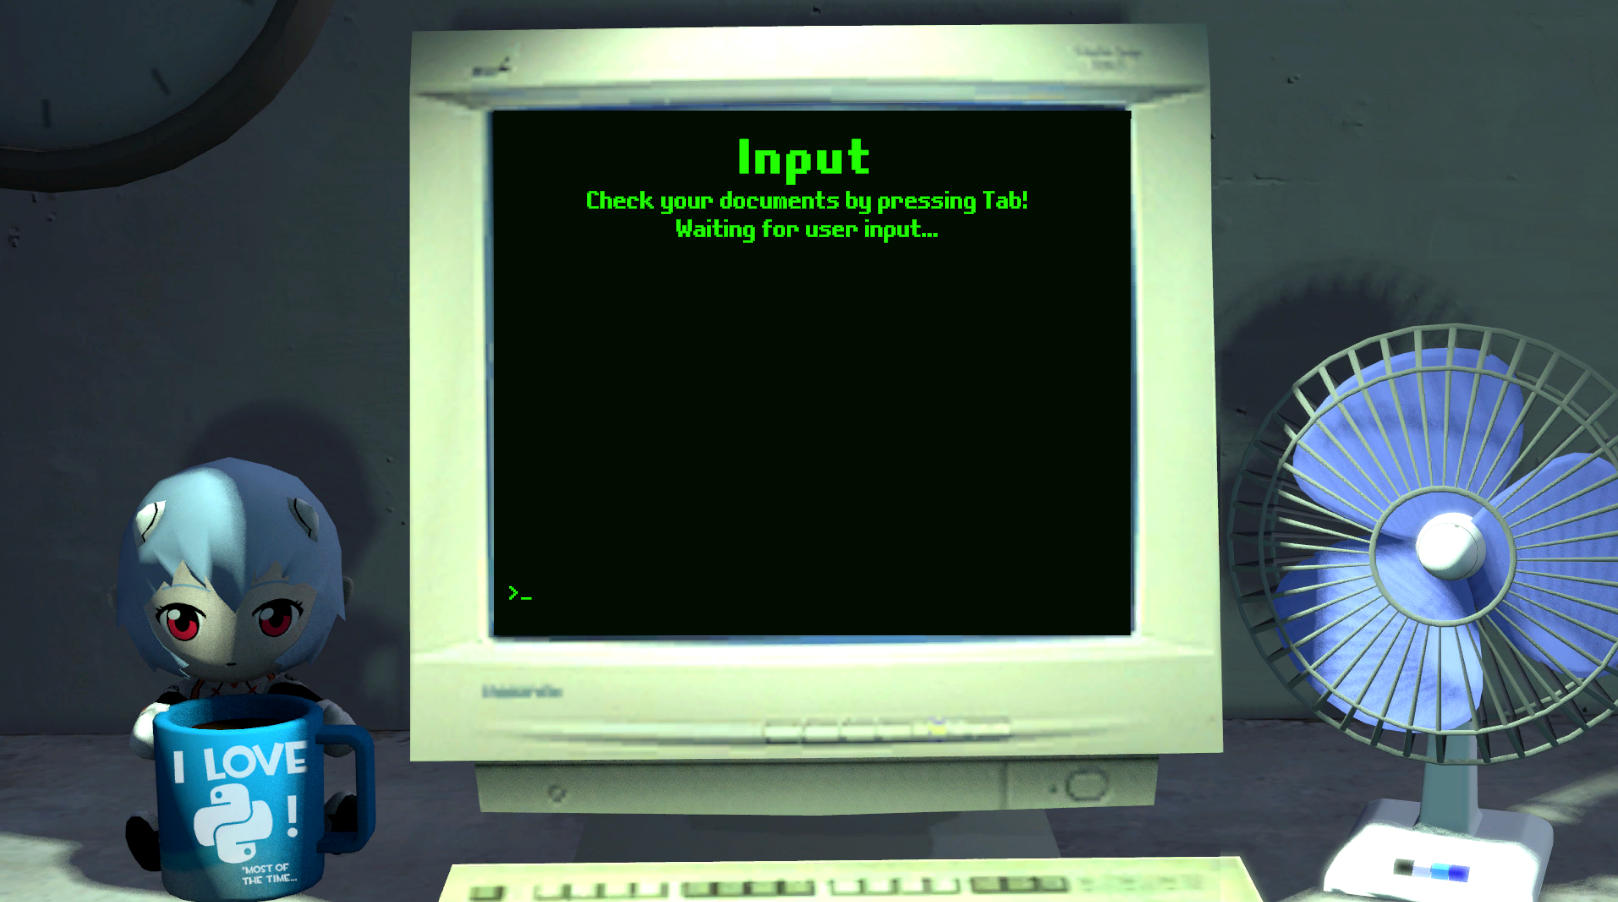 Input
Check your documents by pressing Tab!
Waiting for user input...
>_
I LOVE
!
*MOST OF
THE TIME...